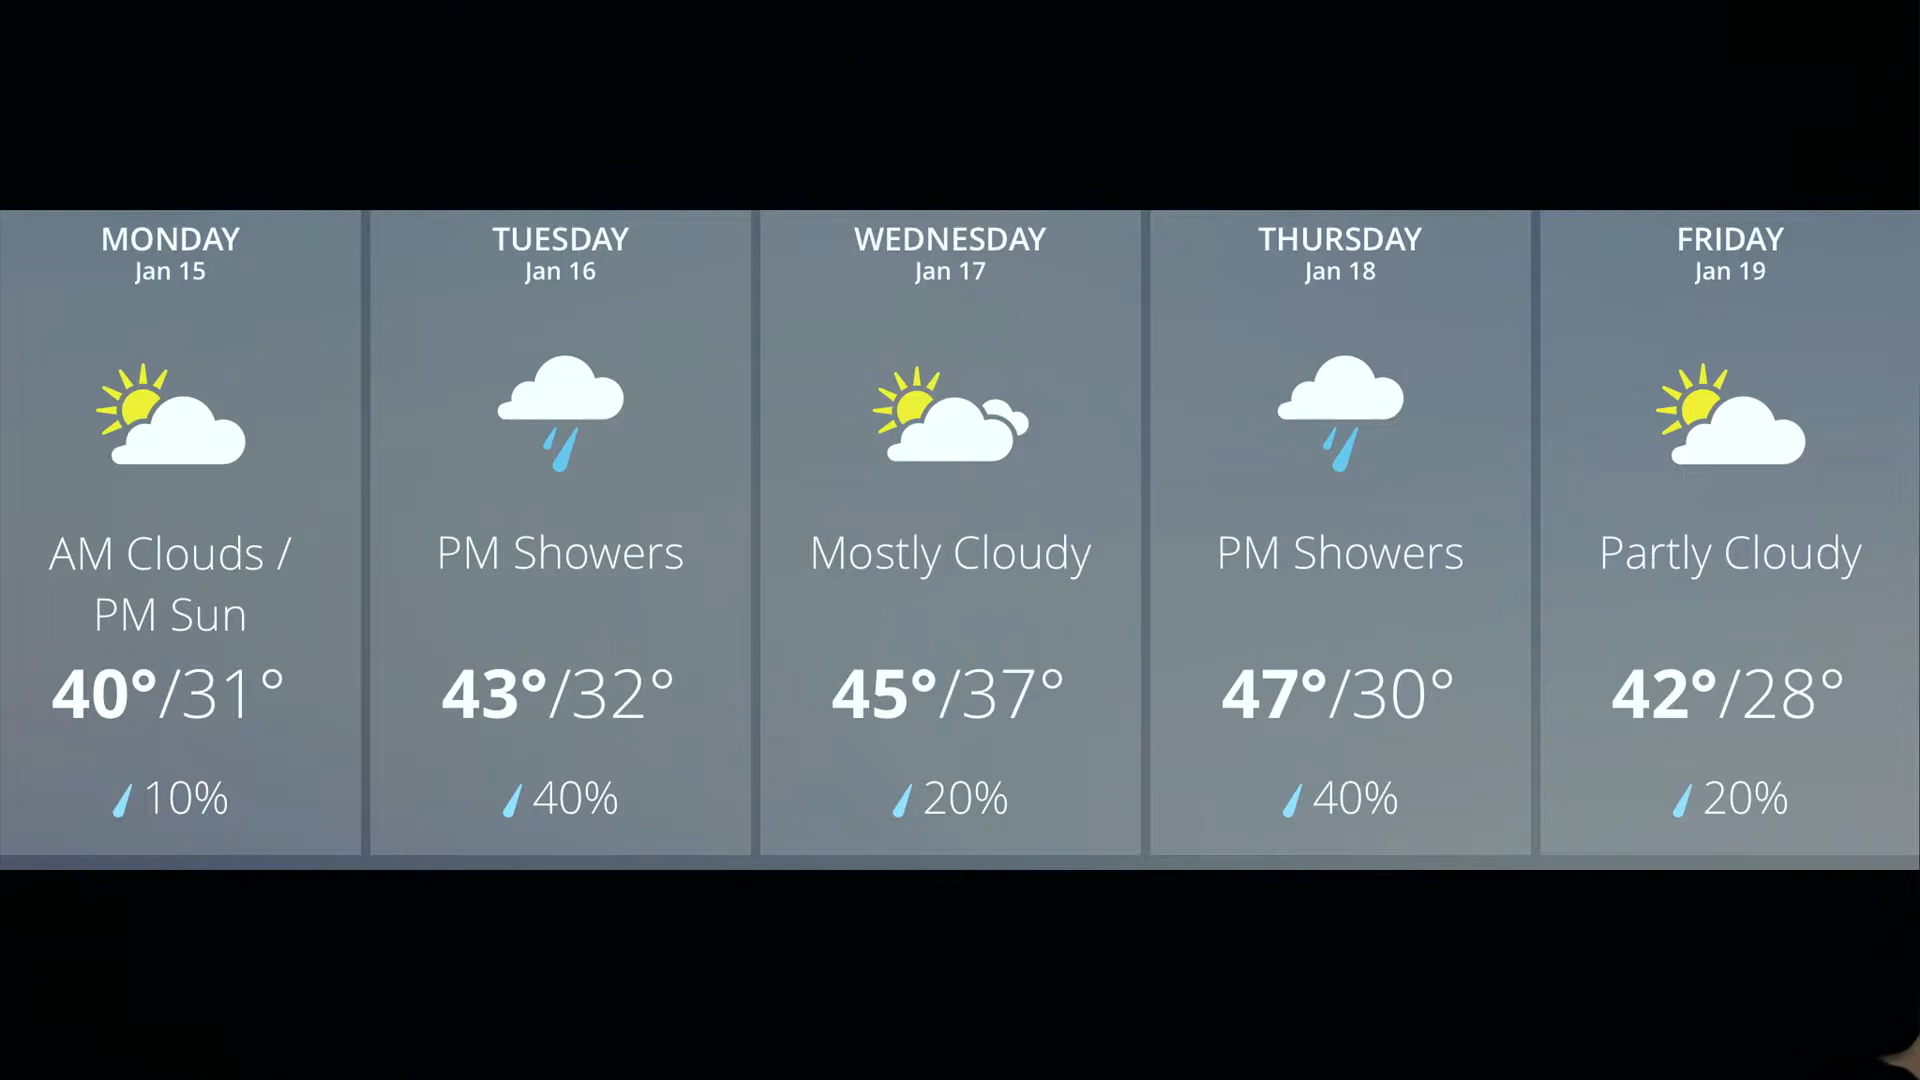 MONDAY
Jan 15
AM Clouds /
PM Sun
40°/31°
10%
TUESDAY
Jan 16
PM Showers
43°/32°
40%
WEDNESDAY
Jan 17
Mostly Cloudy
45°/37°
20%
THURSDAY
Jan 18
PM Showers
47°/30°
40%
FRIDAY
Jan 19
Partly Cloudy
42°/28°
20%